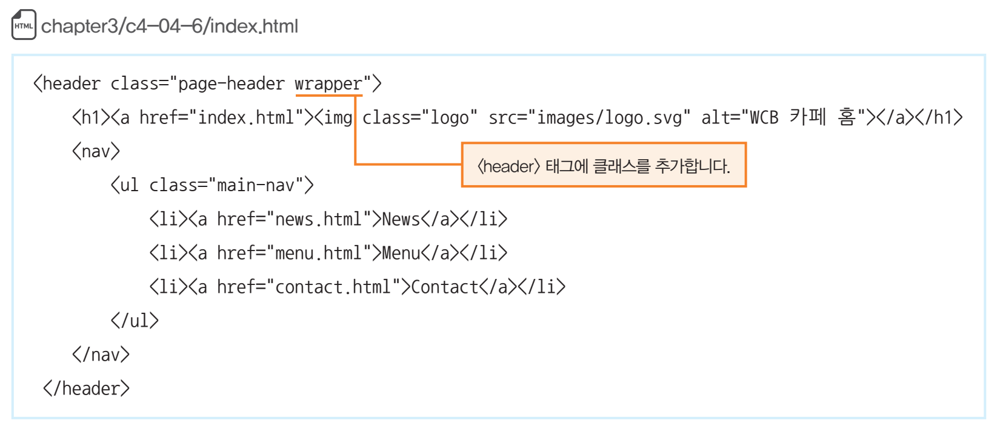 HTML chapter3/c4-04-6/index.html
<header class="page-header wrapper">
<h1><a href="index.html"><img class="logo" src="images/logo.svg" alt="WCB 카페 홈"></a></h1>
<nav>
<header> 태그에 클래스를 추가합니다.
<ul class="main-nav">
<li><a href="news.html">News</a></li>
<li><a href="menu.html">Menu</a></li>
<li><a href="contact.html">Contact</a></li>
</ul>
</nav>
</header>